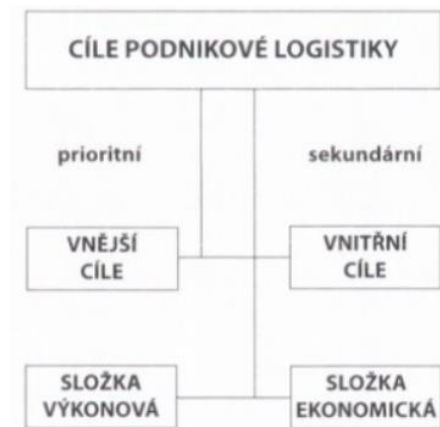 CÍLE PODNIKOVÉ LOGISTIKY
prioritní
sekundární
VNĚJŠÍ
CÍLE
VNITŘNÍ
CÍLE
SLOŽKA
VÝKONOVÁ
SLOŽKA
EKONOMICKÁ